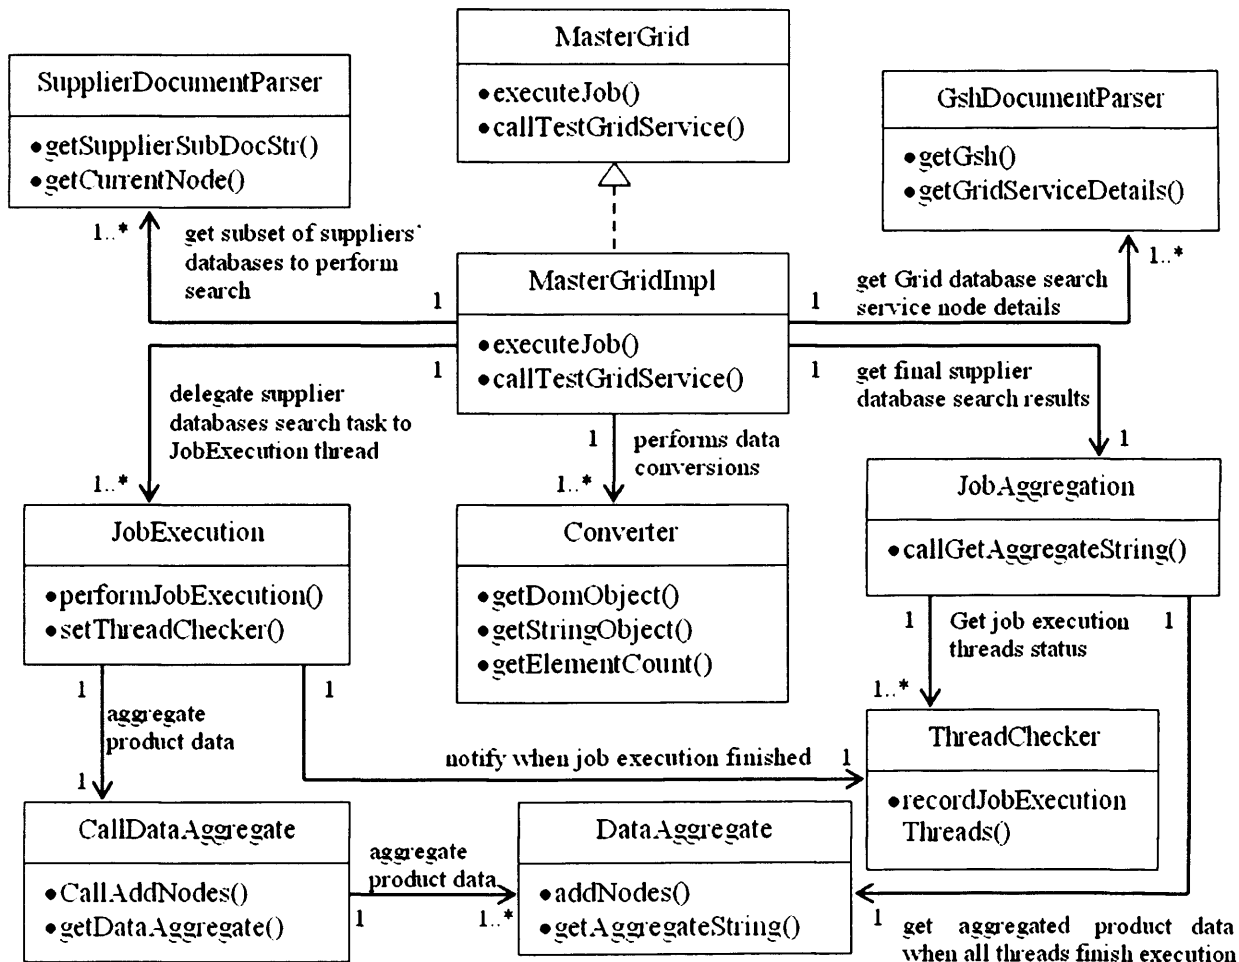 MasterGrid
•executeJob()
•callTestGridService()
SupplierDocumentParser
•getSupplierSubDocStr()
•getCurrentNode()
GshDocumentParser
•getGsh()
•getGridServiceDetails()
1..*
get subset of suppliers'
databases to perform
search
1
MasterGridImpl
•executeJob()
•callTestGridService()
1
get Grid database search
service node details
1..*
1
delegate supplier
databases search task to
JobExecution thread
1..*
1
get final supplier
database search results
1
1
performs data
conversions
1..*
JobExecution
•performJobExecution()
•setThreadChecker()
Converter
•getDomObject()
•getStringObject()
•getElementCount()
JobAggregation
•callGetAggregateString()
1
Get job execution
threads status
1
1..*
1
aggregate
product data
1
1
notify when job execution finished
1
ThreadChecker
•recordJobExecution
Threads()
CallDataAggregate
•CallAddNodes()
•getDataAggregate()
aggregate
product data
1
1..*
DataAggregate
•addNodes()
•getAggregateString()
1
get aggregated product data
when all threads finish execution